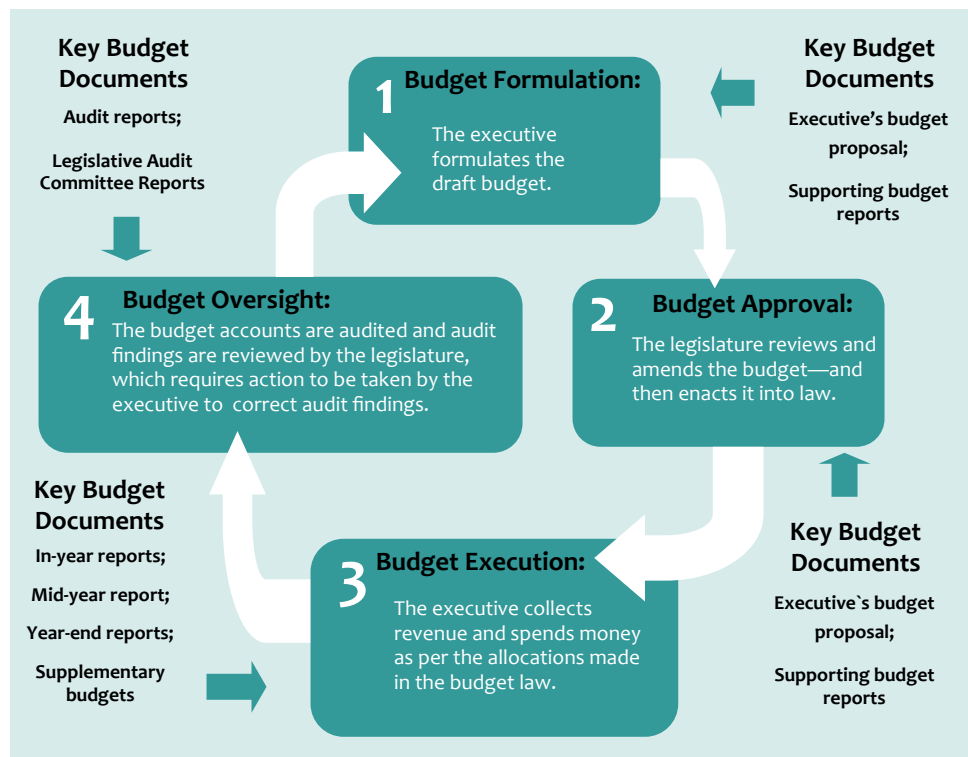 Key Budget
Documents
Audit reports;
Legislative Audit
Committee Reports
1
Budget Formulation:
The executive
formulates the
draft budget.
Key Budget
Documents
Executive’s budget
proposal;
Supporting budget
reports
4
Budget Oversight:
The budget accounts are audited and audit
findings are reviewed by the legislature,
which requires action to be taken by the
executive to  correct audit findings.
2
Budget Approval:
The legislature reviews and
amends the budget—and
then enacts it into law.
Key Budget
Documents
In-year reports;
Mid-year report;
Year-end reports;
Supplementary
budgets
3
Budget Execution:
The executive collects
revenue and spends money
as per the allocations made
in the budget law.
Key Budget
Documents
Executive`s budget
proposal;
Supporting budget
reports